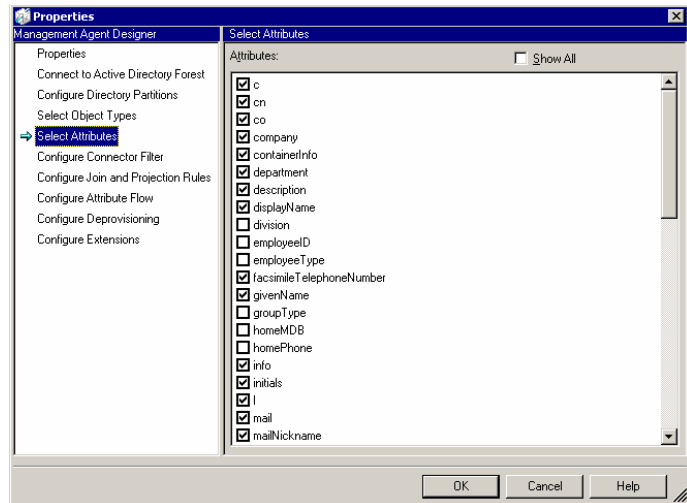 Properties
Management Agent Designer
Properties
Connect to Active Directory Forest
Configure Directory Partitions
Select Object Types
Select Attributes
Configure Connector Filter
Configure Join and Projection Rules
Configure Attribute Flow
Configure Deprovisioning
Configure Extensions
Select Attributes
Attributes:
Show All
c
cn
co
company
containerInfo
department
description
displayName
division
employeeID
employeeType
facsimileTelephoneNumber
givenName
groupType
homeMDB
homePhone
info
initials
l
mail
mailNickname
OK
Cancel
Help